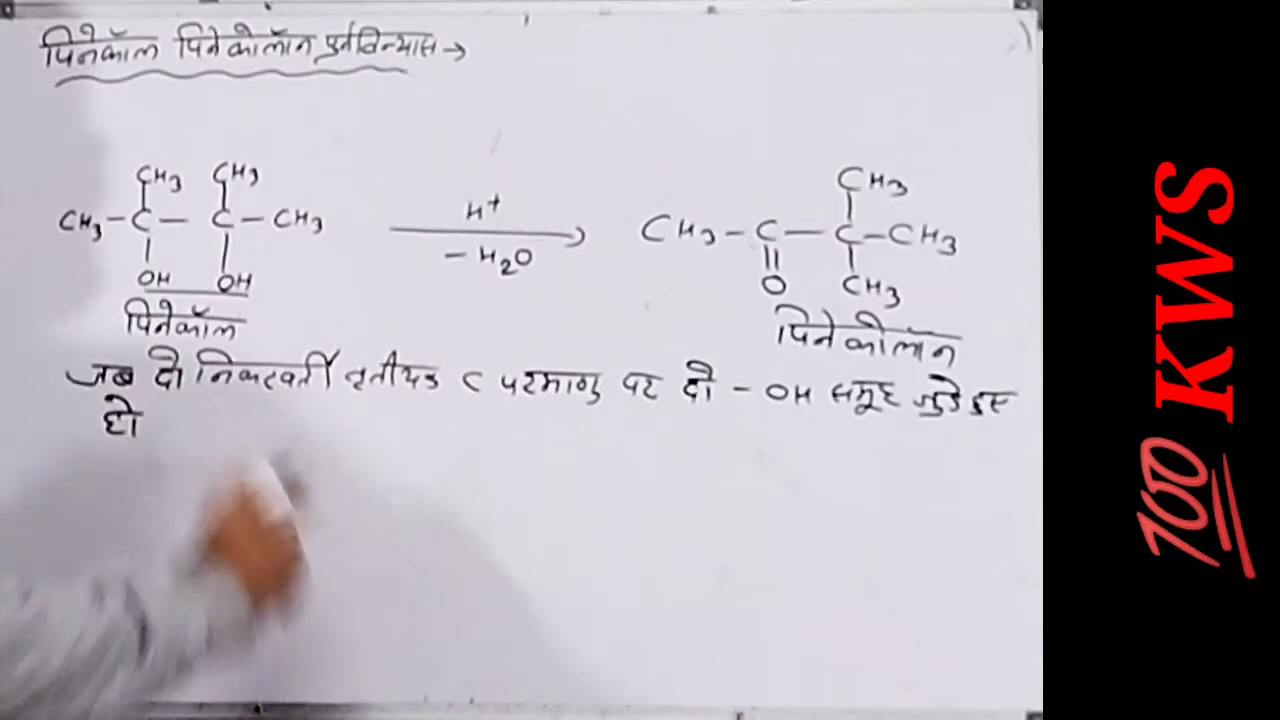 पिनेकॉल पिनेकोलॉन पुर्नविन्यास →
CH3 CH3 CH3
CH3 - C - C - CH3 H+ CH3 - C - C - CH3
- H2O
OH OH O CH3
पिनेकॉल पिनेकोलॉन
जब दो निकटवर्ती तृतीयक C परमाणु पर दो - OH समूह जुडे हुए
हो
100 KWS